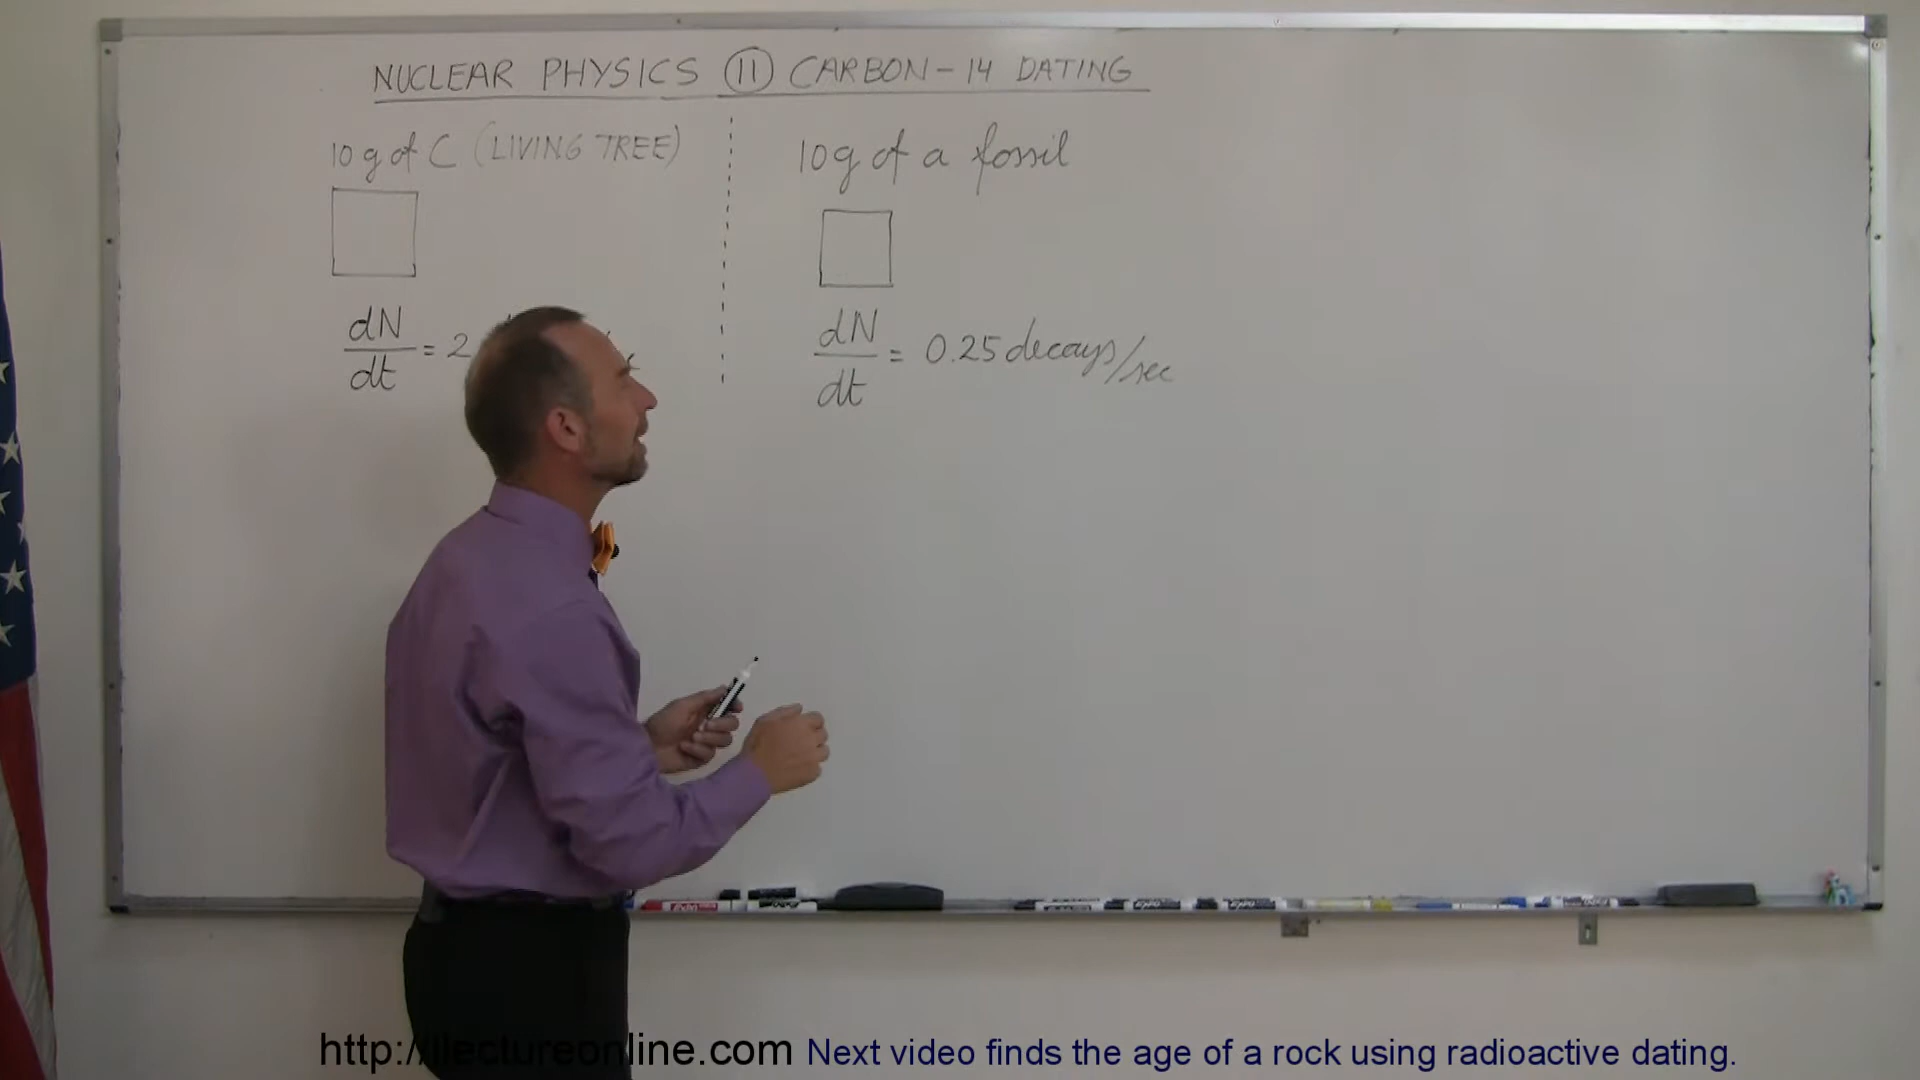 NUCLEAR PHYSICS 11 CARBON-14 DATING
10 g of C (LIVING TREE)
dN/dt = 2
10g of a fossil
dN/dt = 0.25 decays/sec
http://ilectureonline.com Next video finds the age of a rock using radioactive dating.